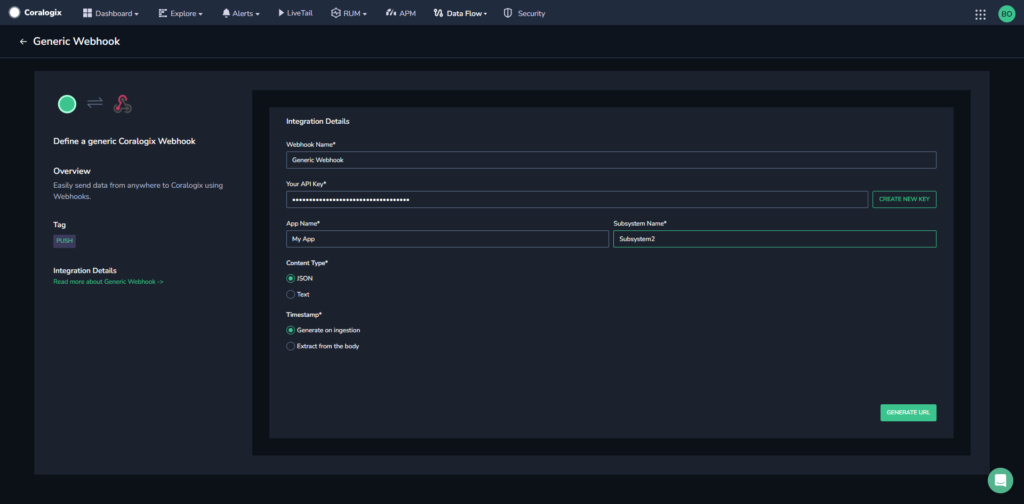 Coralogix
Dashboard
Explore
Alerts
LiveTail
RUM
APM
Data Flow
Security
BO
← Generic Webhook
Define a generic Coralogix Webhook
Overview
Easily send data from anywhere to Coralogix using
Webhooks.
Tag
PUSH
Integration Details
Read more about Generic Webhook ->
Integration Details
Webhook Name*
Generic Webhook
Your API Key*
•••••••••••••••••••••••••••••••••••
CREATE NEW KEY
App Name*
My App
Subsystem Name*
Subsystem2
Content Type*
JSON
Text
Timestamp*
Generate on ingestion
Extract from the body
GENERATE URL